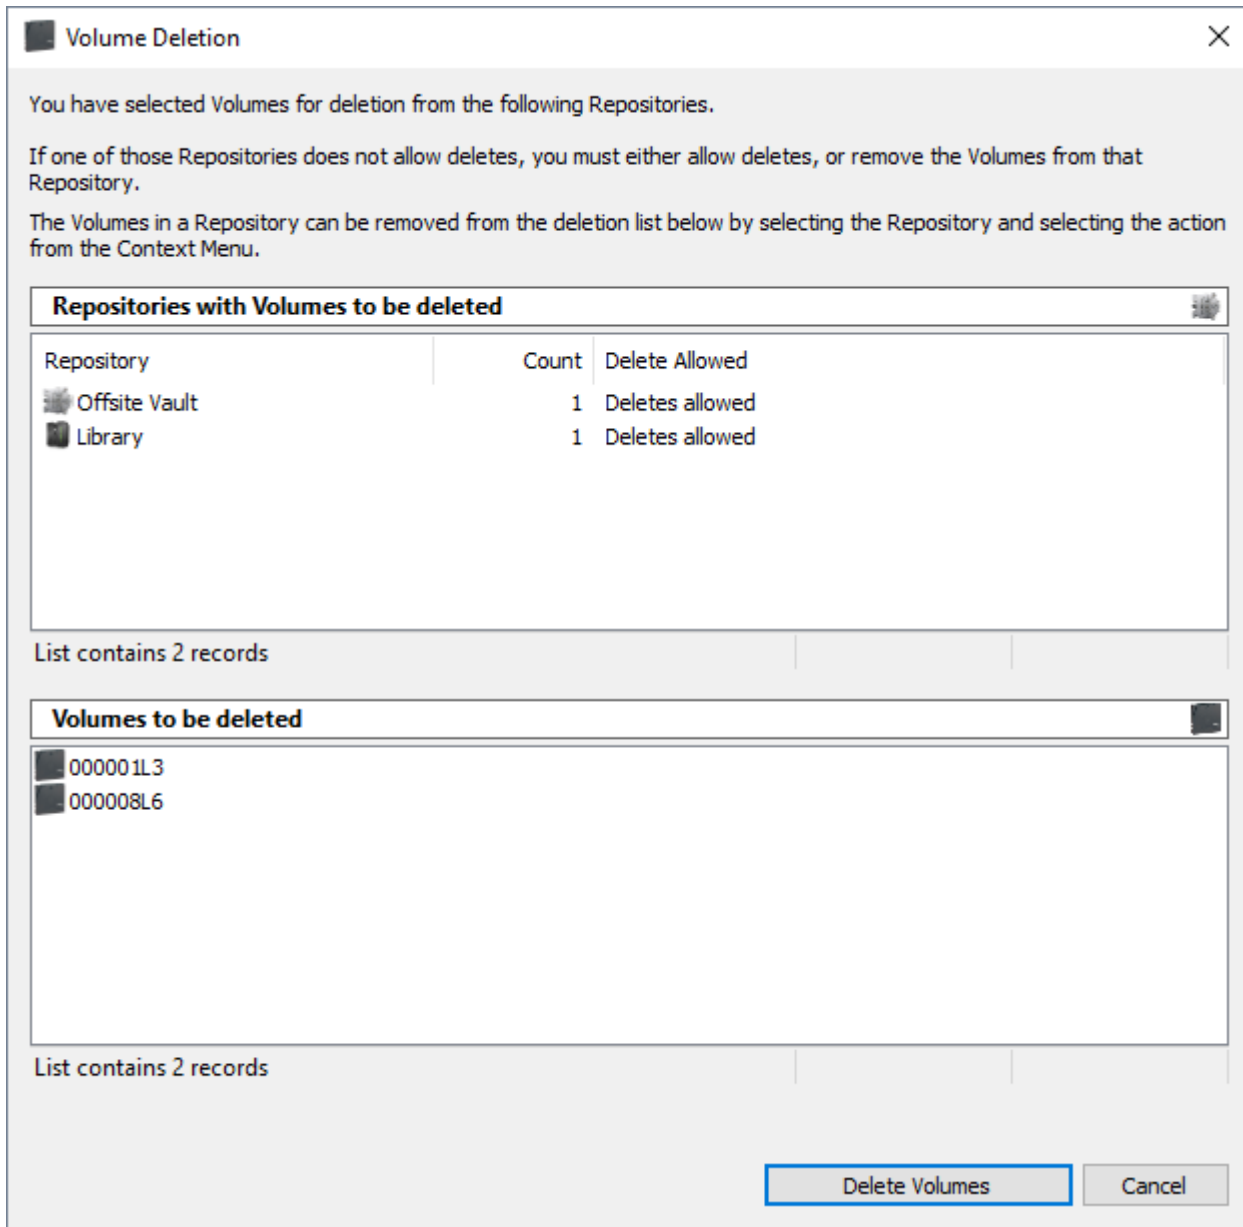 Volume Deletion
You have selected Volumes for deletion from the following Repositories.
If one of those Repositories does not allow deletes, you must either allow deletes, or remove the Volumes from that
Repository.
The Volumes in a Repository can be removed from the deletion list below by selecting the Repository and selecting the action
from the Context Menu.
Repositories with Volumes to be deleted
Repository Count Delete Allowed
Offsite Vault 1 Deletes allowed
Library 1 Deletes allowed
List contains 2 records
Volumes to be deleted
000001L3
000008L6
List contains 2 records
Delete Volumes Cancel